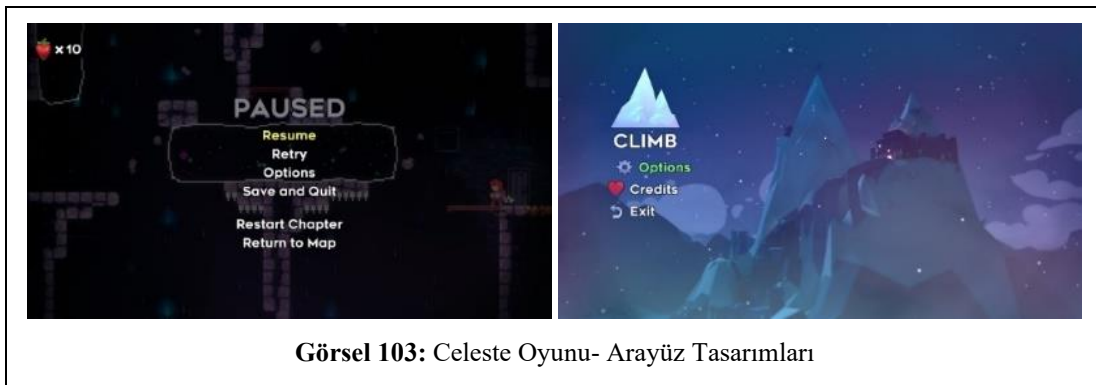 x10
PAUSED
Resume
Retry
Options
Save and Quit
Restart Chapter
Return to Map
CLIMB
Options
Credits
Exit
Görsel 103: Celeste Oyunu- Arayüz Tasarımları